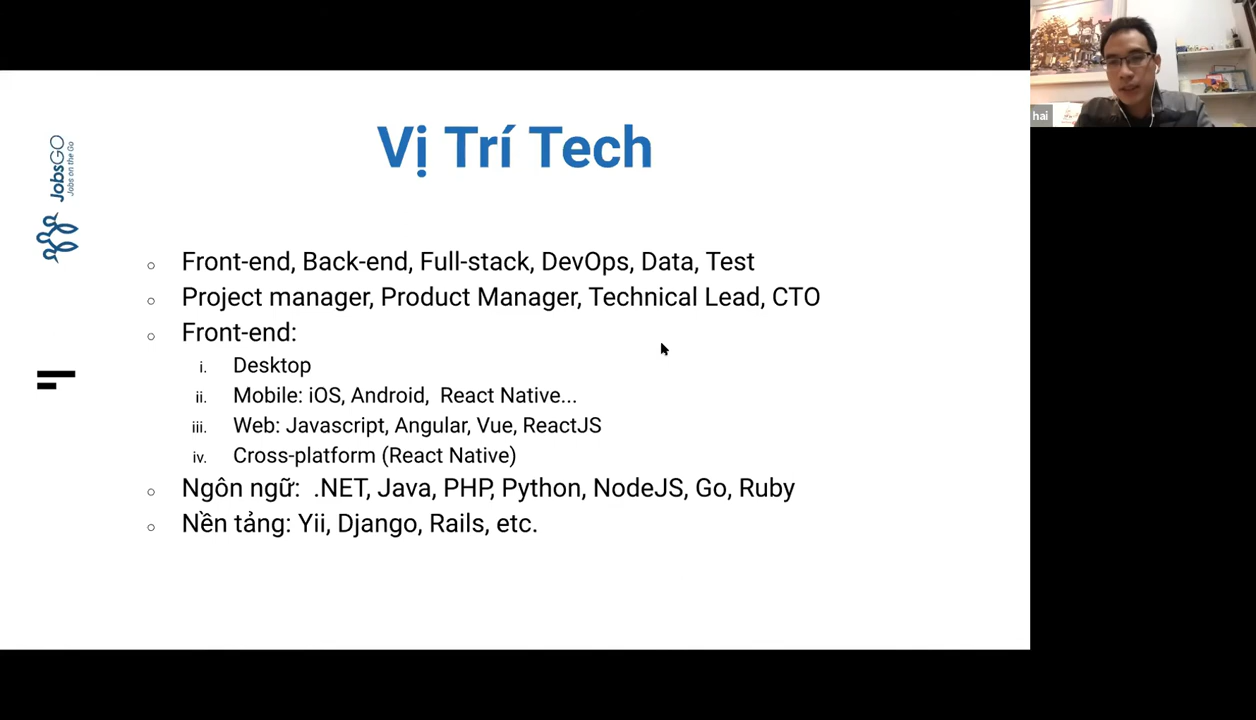 JobsGO
Jobs on the Go
hai
Vị Trí Tech
○ Front-end, Back-end, Full-stack, DevOps, Data, Test
○ Project manager, Product Manager, Technical Lead, CTO
○ Front-end:
i. Desktop
ii. Mobile: iOS, Android, React Native...
iii. Web: Javascript, Angular, Vue, ReactJS
iv. Cross-platform (React Native)
○ Ngôn ngữ: .NET, Java, PHP, Python, NodeJS, Go, Ruby
○ Nền tảng: Yii, Django, Rails, etc.